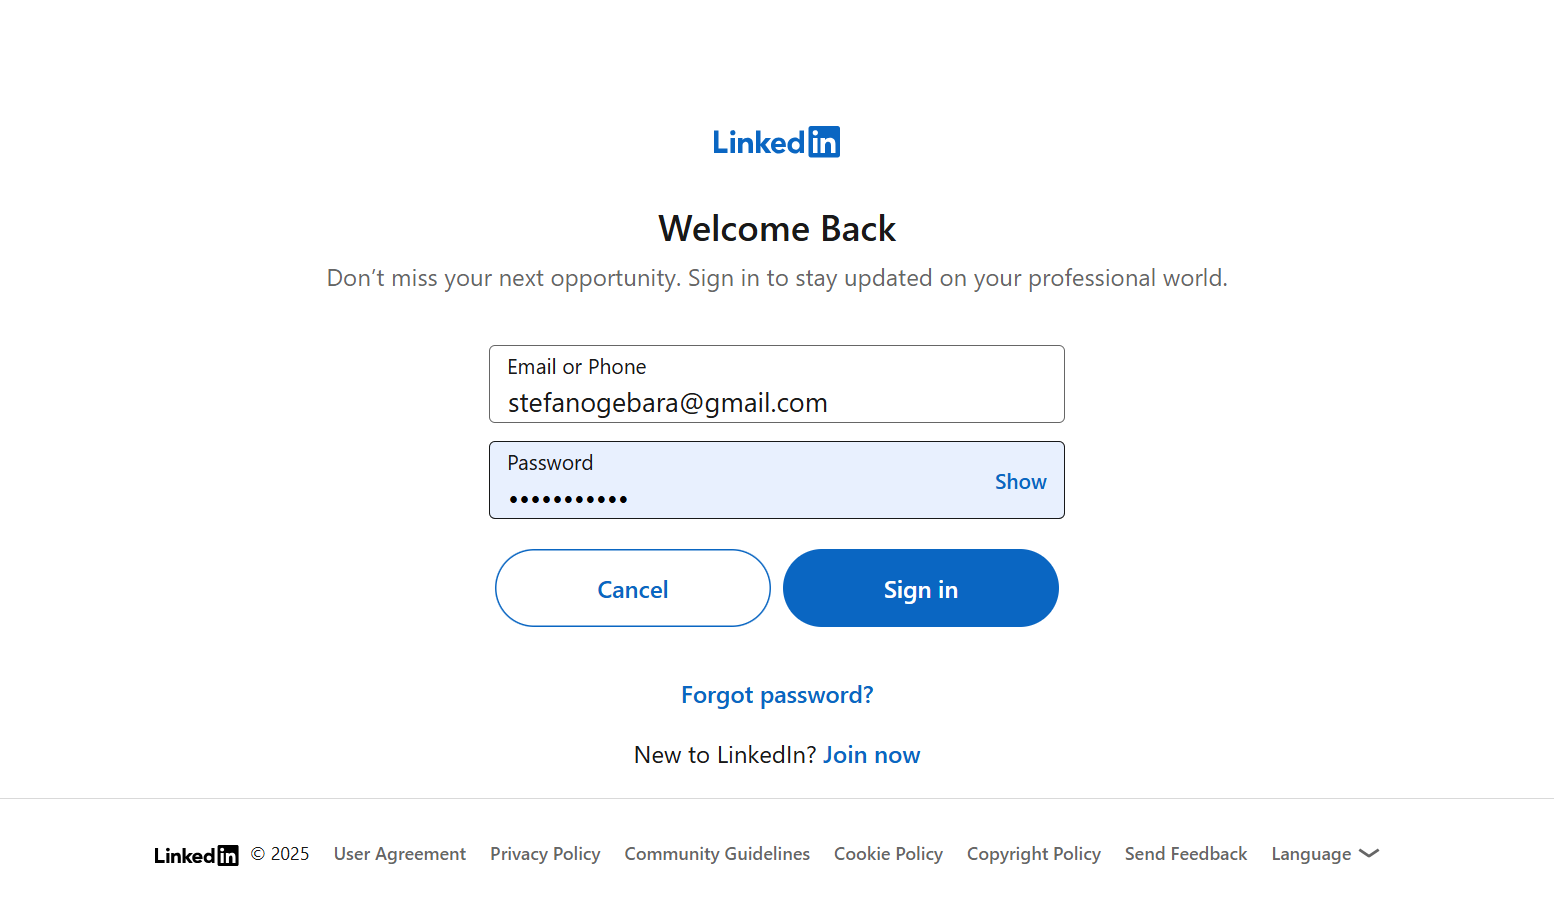 LinkedIn
Welcome Back
Don’t miss your next opportunity. Sign in to stay updated on your professional world.
Email or Phone
stefanogebara@gmail.com
Password
•••••••••••
Show
Cancel
Sign in
Forgot password?
New to LinkedIn? Join now
LinkedIn © 2025 User Agreement Privacy Policy Community Guidelines Cookie Policy Copyright Policy Send Feedback Language